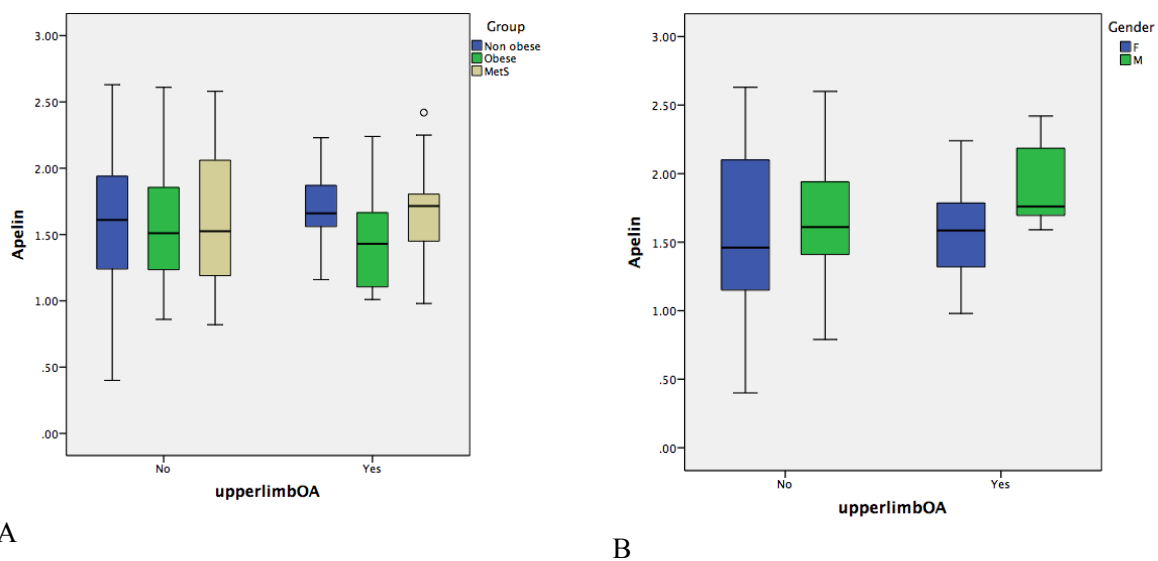 Group
Non obese
Obese
MetS
3.00
2.50
2.00
1.50
1.00
.50
.00
Apelin
No
Yes
upperlimbOA
A
Gender
F
M
3.00
2.50
2.00
1.50
1.00
.50
.00
Apelin
No
Yes
upperlimbOA
B